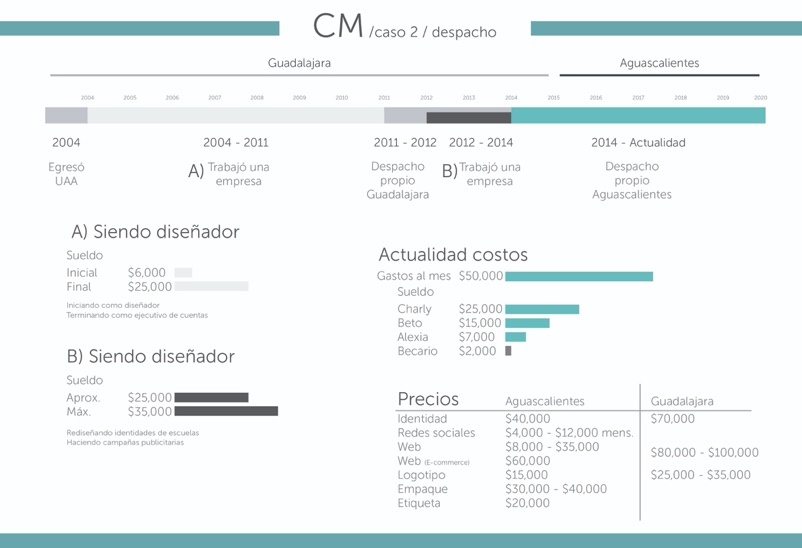 CM /caso 2 / despacho
Guadalajara
Aguascalientes
2004 2005 2006 2007 2008 2009 2010 2011 2012 2013 2014 2015 2016 2017 2018 2019 2020
2004
Egresó
UAA
2004 - 2011
A) Trabajó una
empresa
2011 - 2012
Despacho
propio
Guadalajara
2012 - 2014
B) Trabajó una
empresa
2014 - Actualidad
Despacho
propio
Aguascalientes
A) Siendo diseñador
Sueldo
Inicial $6,000
Final $25,000
Iniciando como diseñador
Terminando como ejecutivo de cuentas
B) Siendo diseñador
Sueldo
Aprox. $25,000
Máx. $35,000
Rediseñando identidades de escuelas
Haciendo campañas publicitarias
Actualidad costos
Gastos al mes $50,000
Sueldo
Charly $25,000
Beto $15,000
Alexia $7,000
Becario $2,000
Precios Aguascalientes Guadalajara
Identidad $40,000 $70,000
Redes sociales $4,000 - $12,000 mens.
Web $8,000 - $35,000
$80,000 - $100,000
Web (E-commerce) $60,000
Logotipo $15,000 $25,000 - $35,000
Empaque $30,000 - $40,000
Etiqueta $20,000